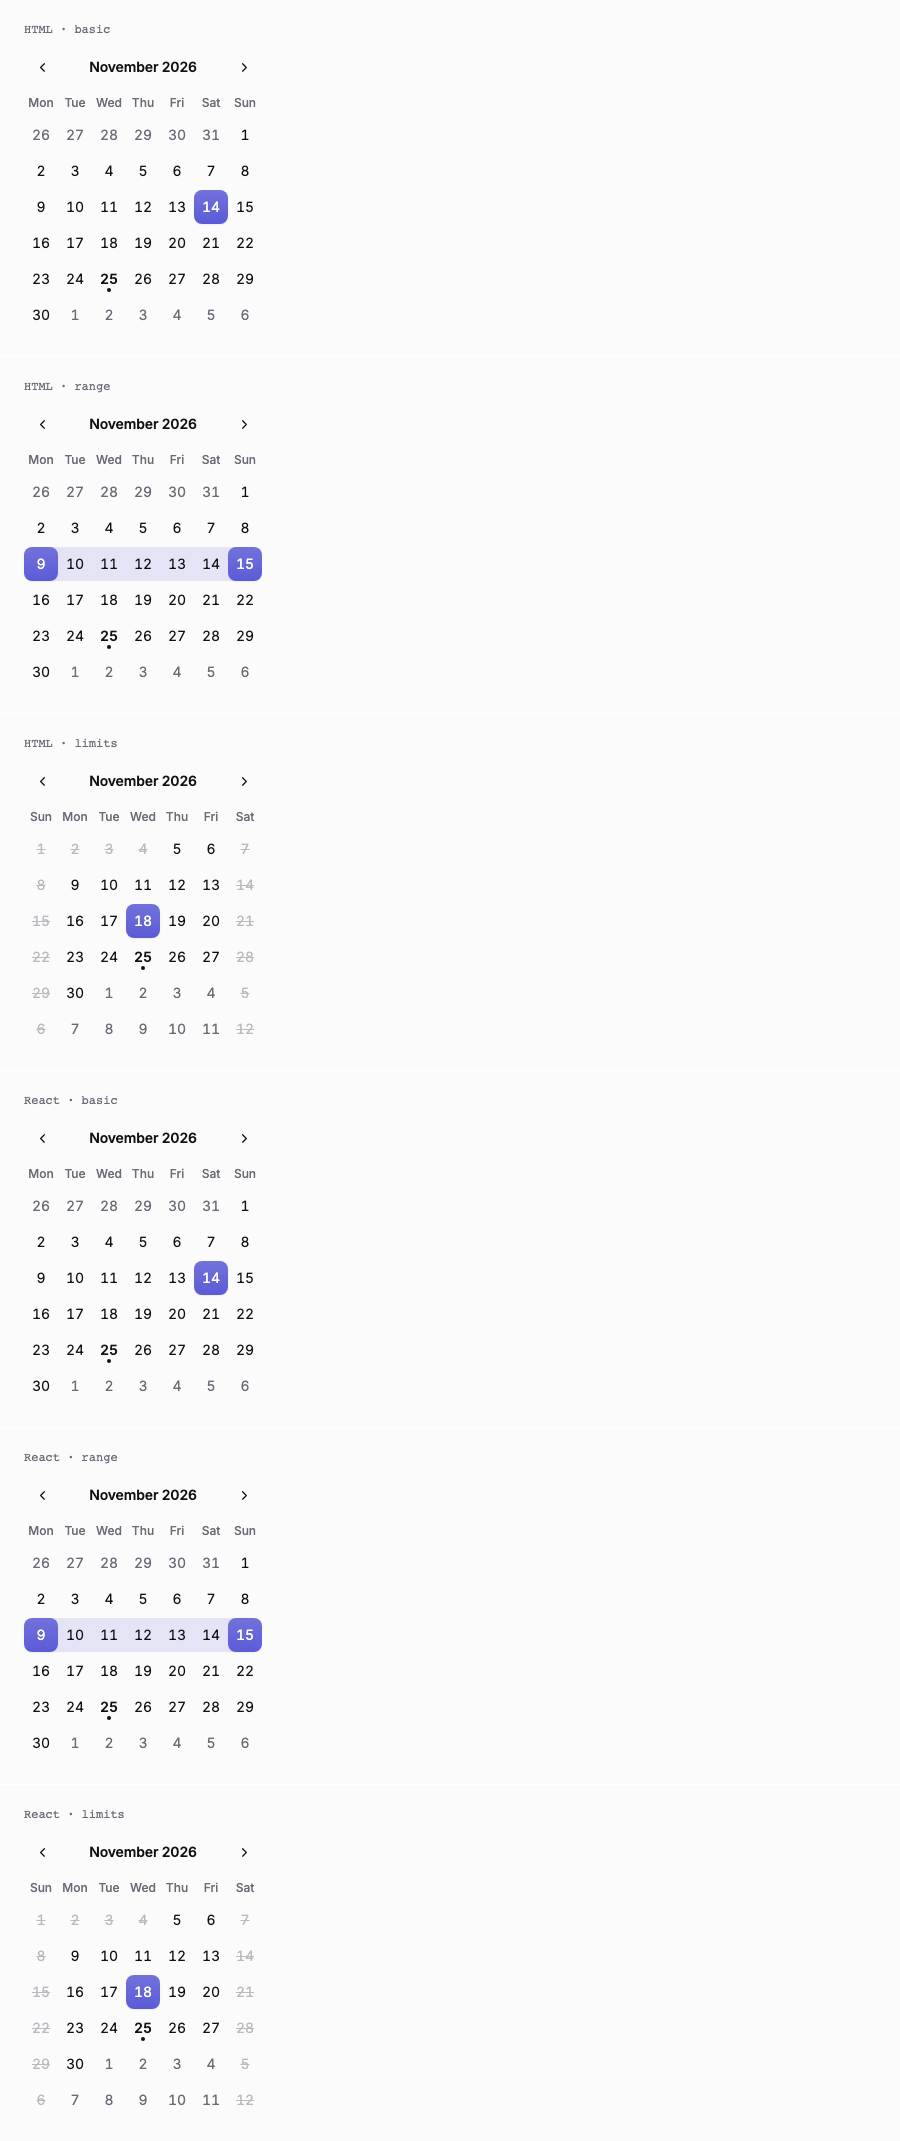 HTML · basic
November 2026
Mon Tue Wed Thu Fri Sat Sun
26 27 28 29 30 31 1
2 3 4 5 6 7 8
9 10 11 12 13 14 15
16 17 18 19 20 21 22
23 24 25 26 27 28 29
30 1 2 3 4 5 6
HTML · range
November 2026
Mon Tue Wed Thu Fri Sat Sun
26 27 28 29 30 31 1
2 3 4 5 6 7 8
9 10 11 12 13 14 15
16 17 18 19 20 21 22
23 24 25 26 27 28 29
30 1 2 3 4 5 6
HTML · limits
November 2026
Sun Mon Tue Wed Thu Fri Sat
1 2 3 4 5 6 7
8 9 10 11 12 13 14
15 16 17 18 19 20 21
22 23 24 25 26 27 28
29 30 1 2 3 4 5
6 7 8 9 10 11 12
React · basic
November 2026
Mon Tue Wed Thu Fri Sat Sun
26 27 28 29 30 31 1
2 3 4 5 6 7 8
9 10 11 12 13 14 15
16 17 18 19 20 21 22
23 24 25 26 27 28 29
30 1 2 3 4 5 6
React · range
November 2026
Mon Tue Wed Thu Fri Sat Sun
26 27 28 29 30 31 1
2 3 4 5 6 7 8
9 10 11 12 13 14 15
16 17 18 19 20 21 22
23 24 25 26 27 28 29
30 1 2 3 4 5 6
React · limits
November 2026
Sun Mon Tue Wed Thu Fri Sat
1 2 3 4 5 6 7
8 9 10 11 12 13 14
15 16 17 18 19 20 21
22 23 24 25 26 27 28
29 30 1 2 3 4 5
6 7 8 9 10 11 12